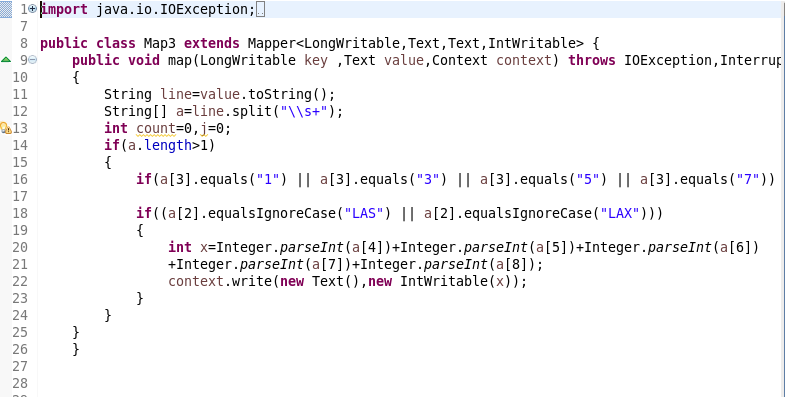 1 import java.io.IOException;
7
8 public class Map3 extends Mapper<LongWritable,Text,Text,IntWritable> {
9     public void map(LongWritable key ,Text value,Context context) throws IOException,Interrup
10     {
11         String line=value.toString();
12         String[] a=line.split("\\s+");
13         int count=0,j=0;
14         if(a.length>1)
15         {
16             if(a[3].equals("1") || a[3].equals("3") || a[3].equals("5") || a[3].equals("7"))
17
18             if((a[2].equalsIgnoreCase("LAS") || a[2].equalsIgnoreCase("LAX")))
19             {
20                 int x=Integer.parseInt(a[4])+Integer.parseInt(a[5])+Integer.parseInt(a[6])
21                 +Integer.parseInt(a[7])+Integer.parseInt(a[8]);
22                 context.write(new Text(),new IntWritable(x));
23             }
24         }
25     }
26     }
27
28